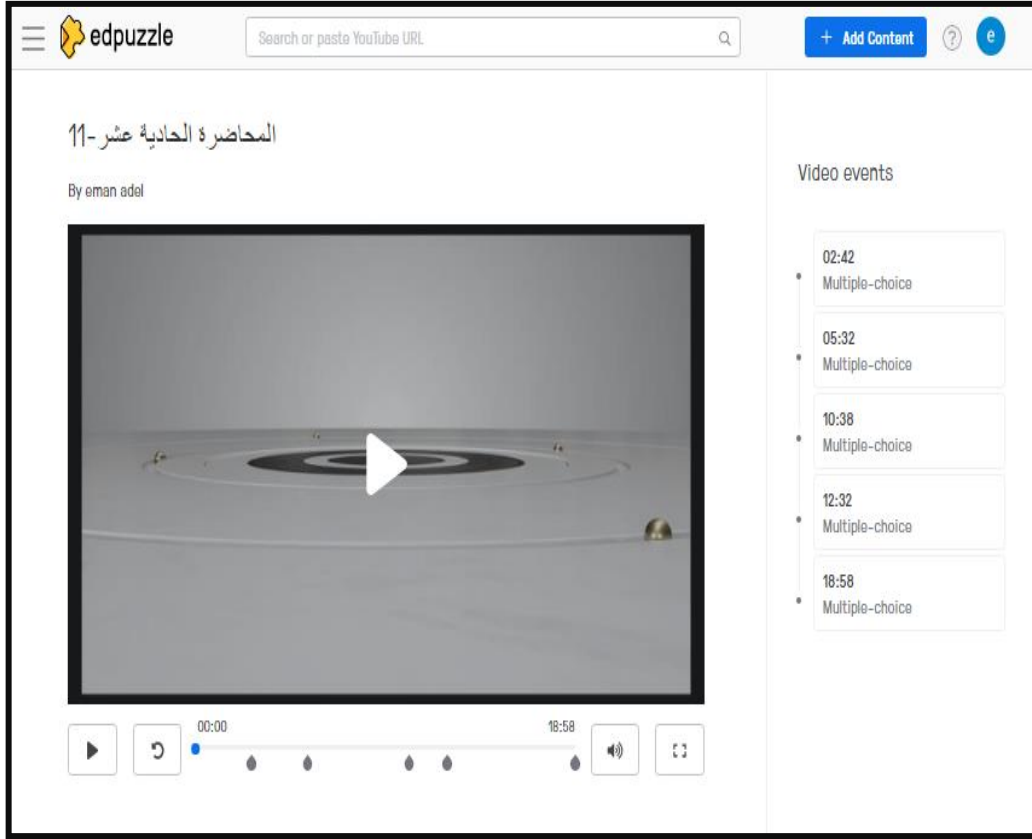 edpuzzle
Search or paste YouTube URL
+ Add Content
?
e
المحاضرة الحادية عشر-11
By eman adel
Video events
02:42
Multiple-choice
05:32
Multiple-choice
10:38
Multiple-choice
12:32
Multiple-choice
18:58
Multiple-choice
00:00
18:58